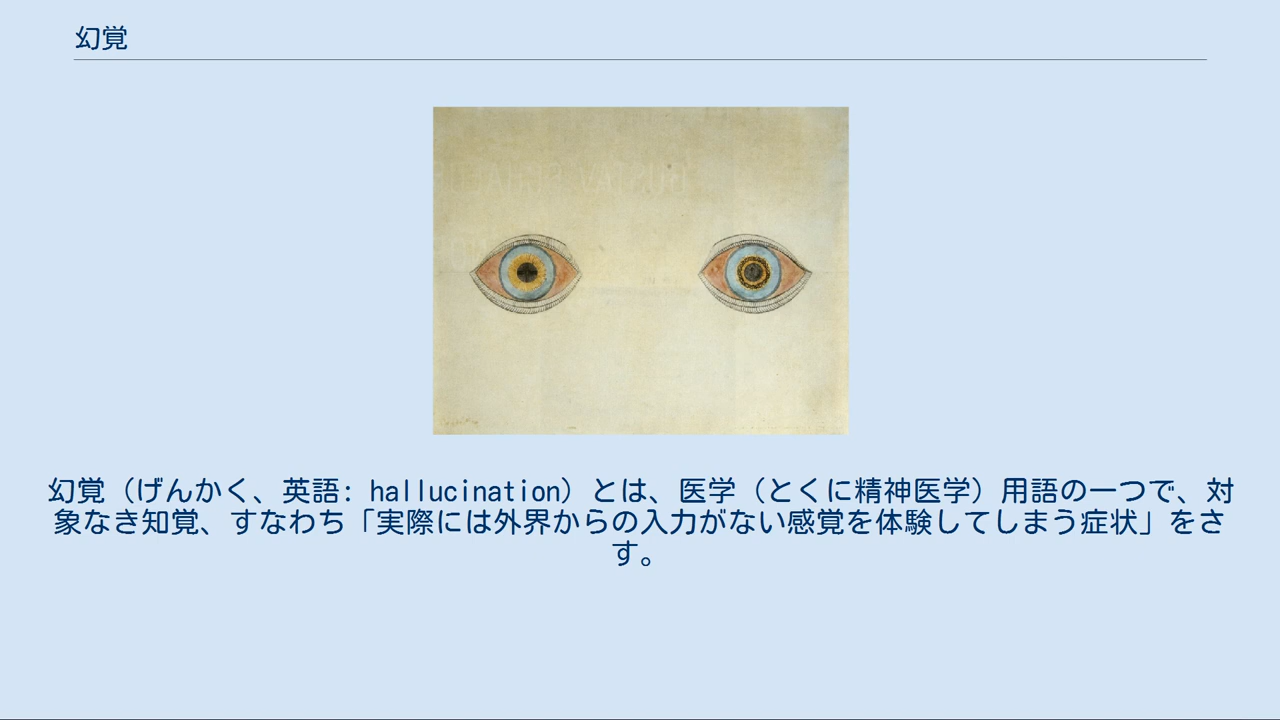 幻覚
幻覚（げんかく、英語: hallucination）とは、医学（とくに精神医学）用語の一つで、対
象なき知覚、すなわち「実際には外界からの入力がない感覚を体験してしまう症状」をさ
す。